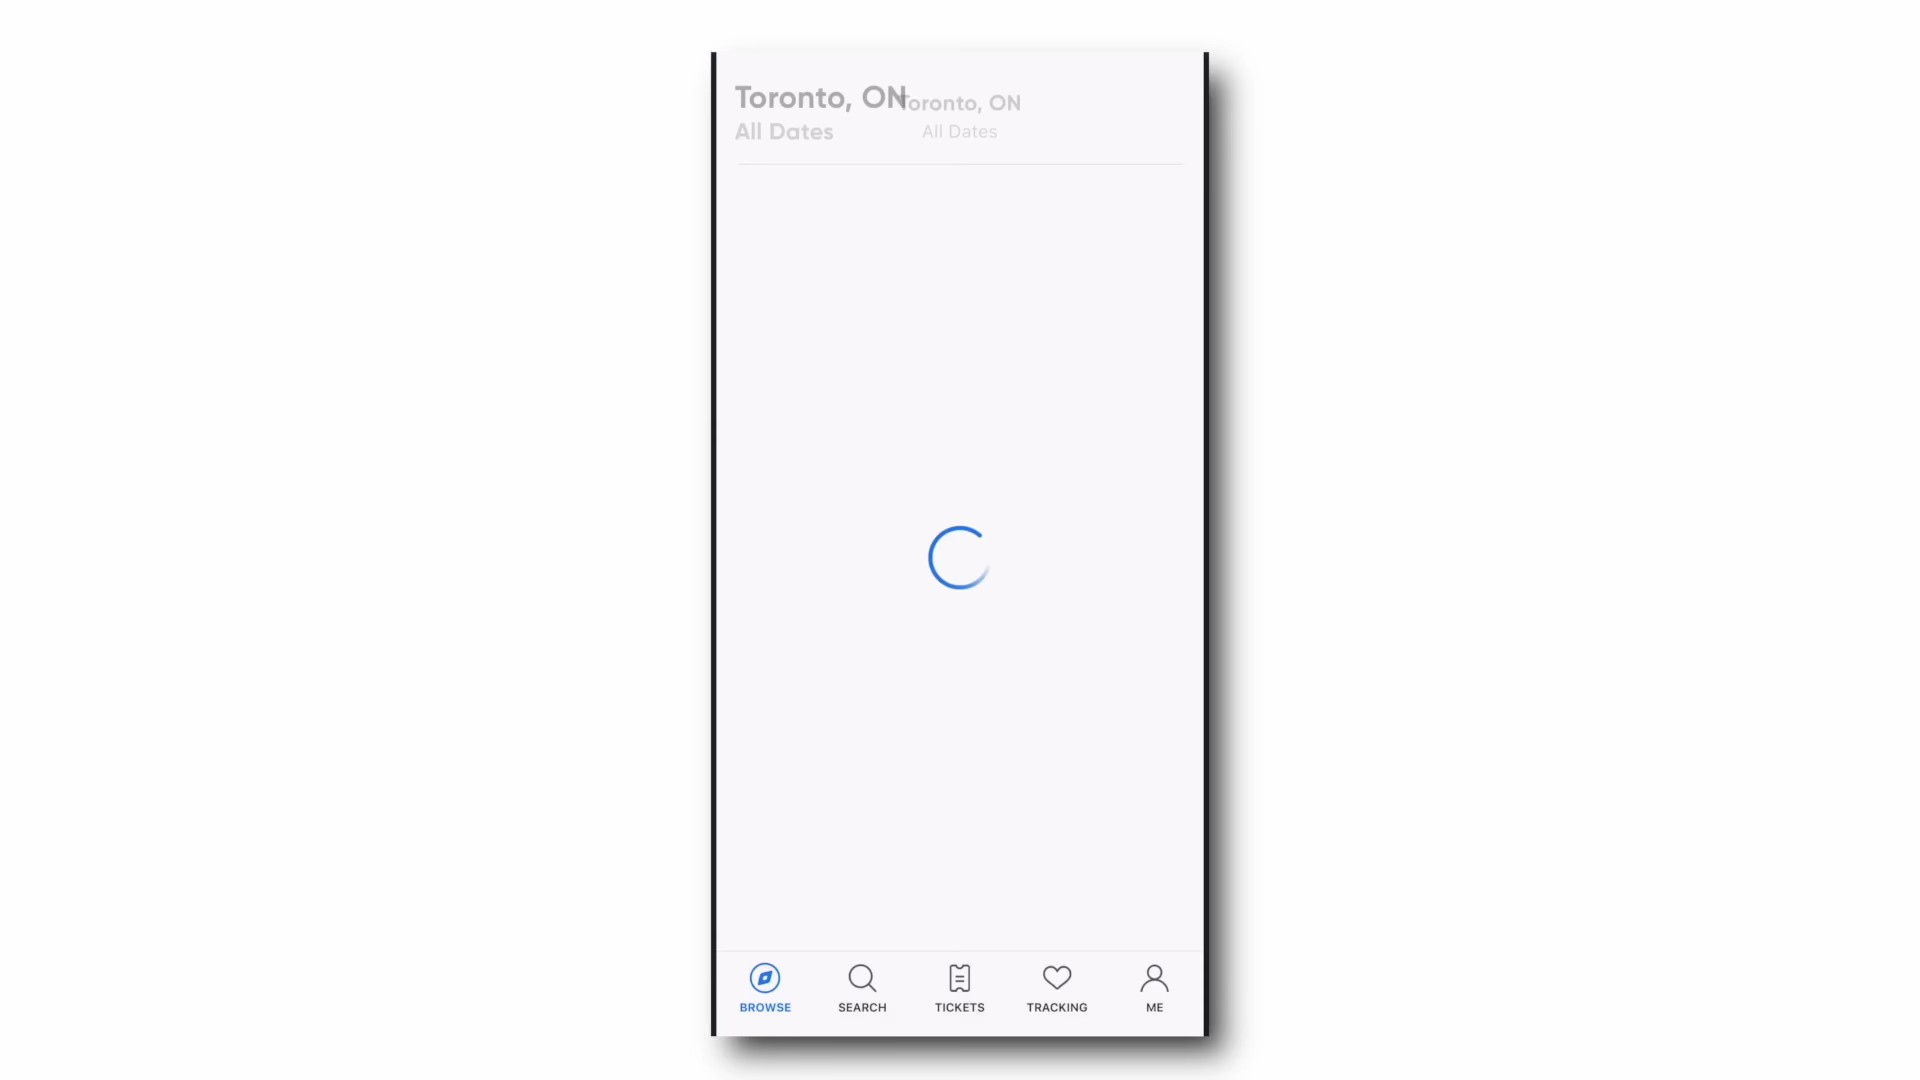 Toronto, ON
All Dates
Toronto, ON
All Dates
BROWSE
SEARCH
TICKETS
TRACKING
ME